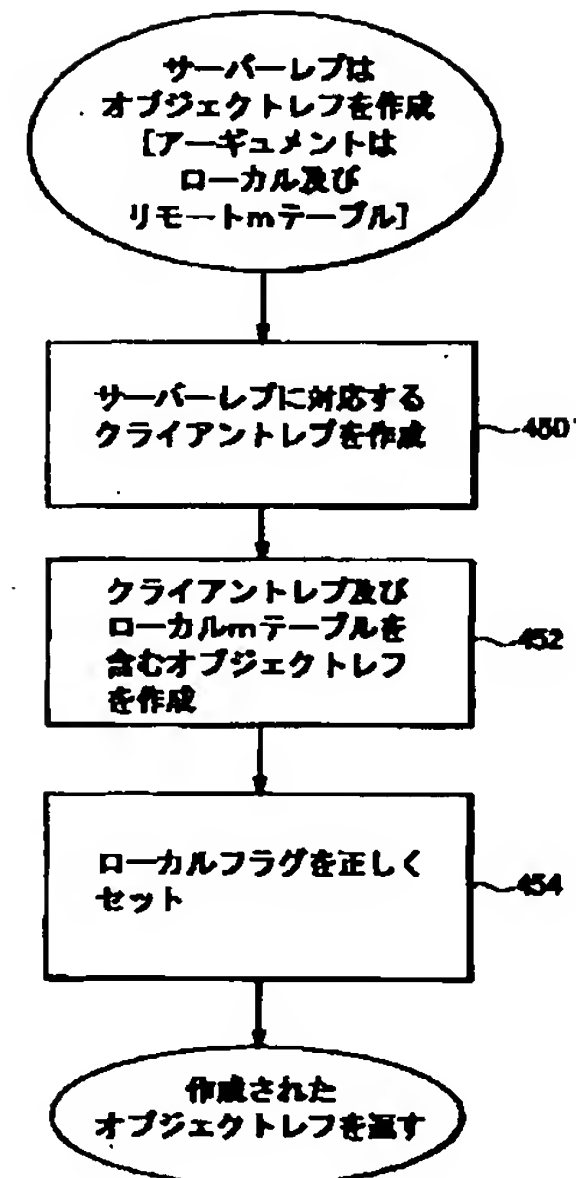 サーバーレプは
オブジェクトレフを作成
[アーギュメントは
ローカル及び
リモートmテーブル]
サーバーレプに対応する
クライアントレプを作成
450
クライアントレプ及び
ローカルmテーブルを
含むオブジェクトレフ
を作成
452
ローカルフラグを正しく
セット
454
作成された
オブジェクトレフを返す